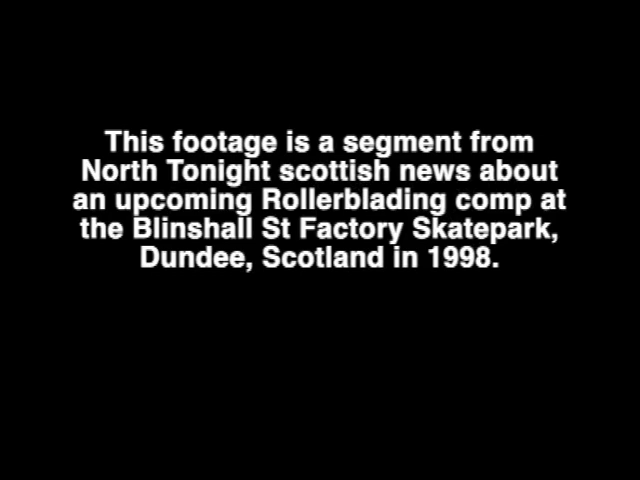 This footage is a segment from
North Tonight scottish news about
an upcoming Rollerblading comp at
the Blinshall St Factory Skatepark,
Dundee, Scotland in 1998.